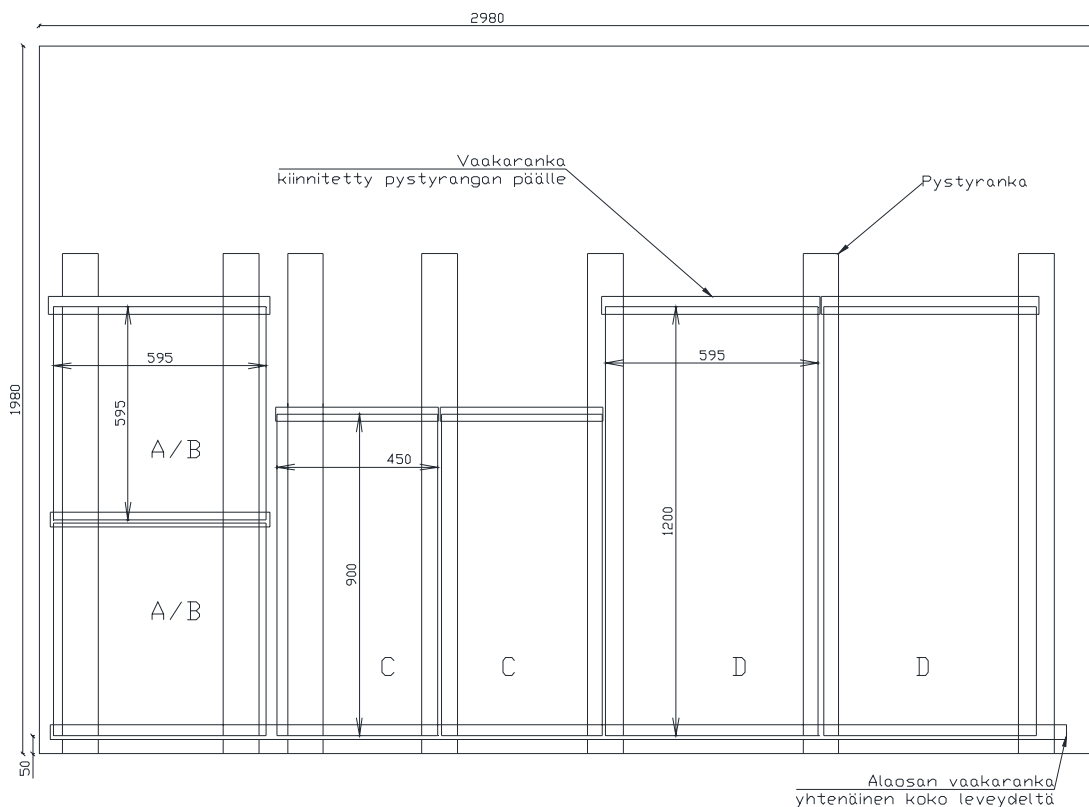 2980
Vaakaranka
kiinnitetty pystyrangan päälle
Pystyranka
595
595
1980
595
A/B
450
1200
900
A/B
C
C
D
D
50
Alaosan vaakaranka
yhtenäinen koko leveydeltä